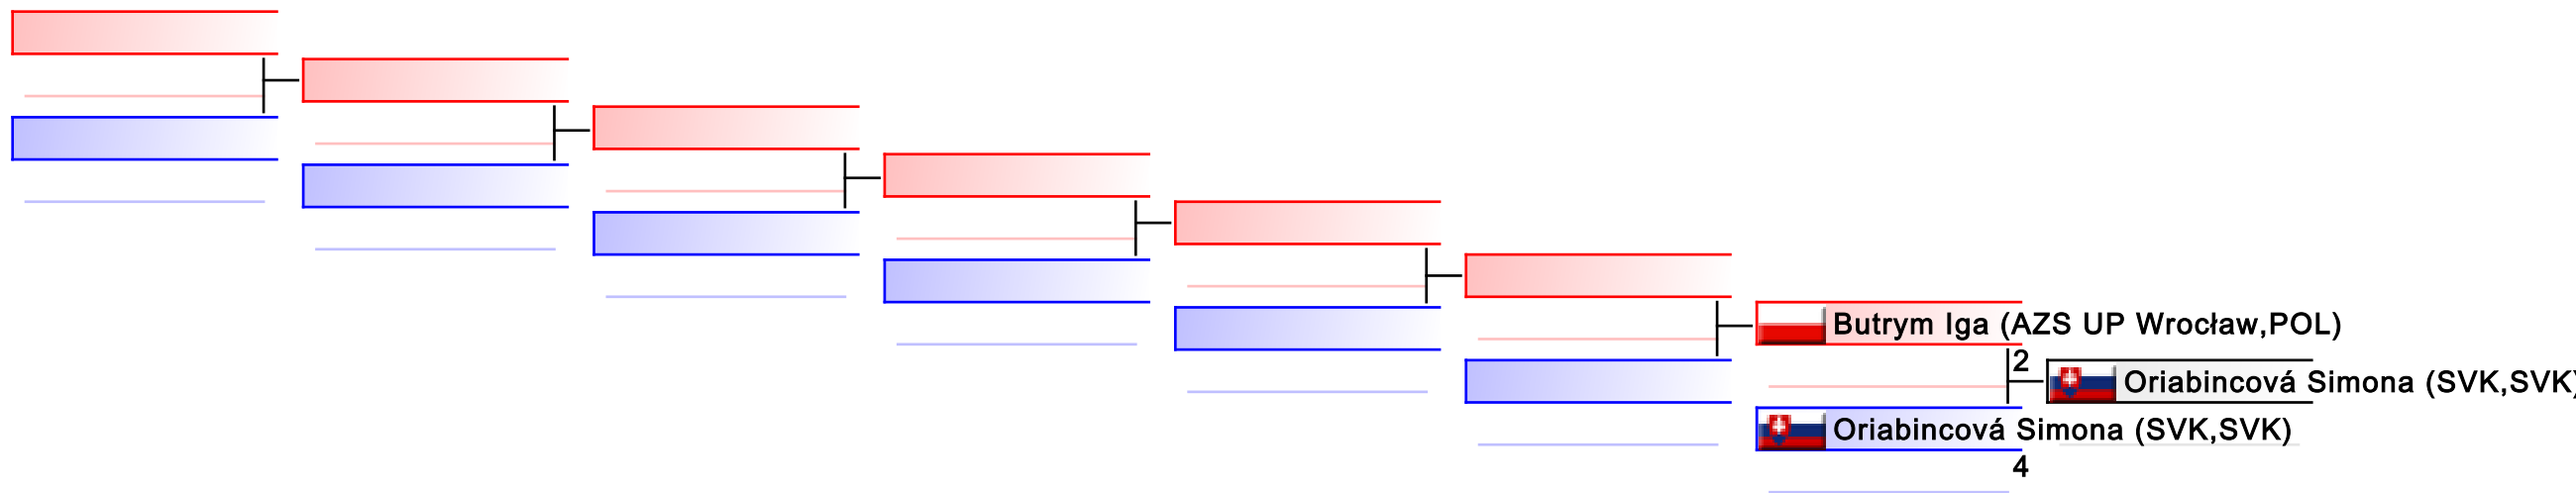 Butrym Iga (AZS UP Wrocław,POL)
2
Oriabincová Simona (SVK,SVK)
Oriabincová Simona (SVK,SVK)
4